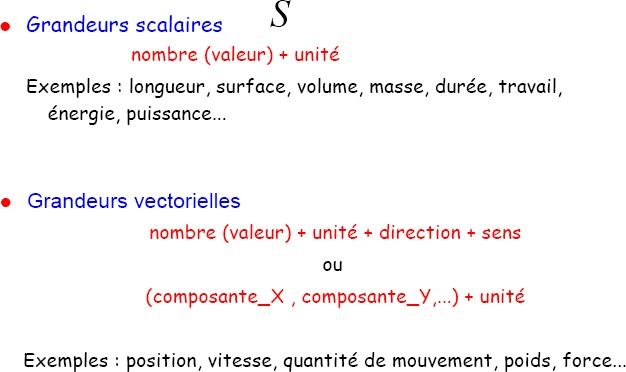 • Grandeurs scalaires S
nombre (valeur) + unité
Exemples : longueur, surface, volume, masse, durée, travail,
énergie, puissance...
• Grandeurs vectorielles
nombre (valeur) + unité + direction + sens
ou
(composante_X , composante_Y,...) + unité
Exemples : position, vitesse, quantité de mouvement, poids, force...